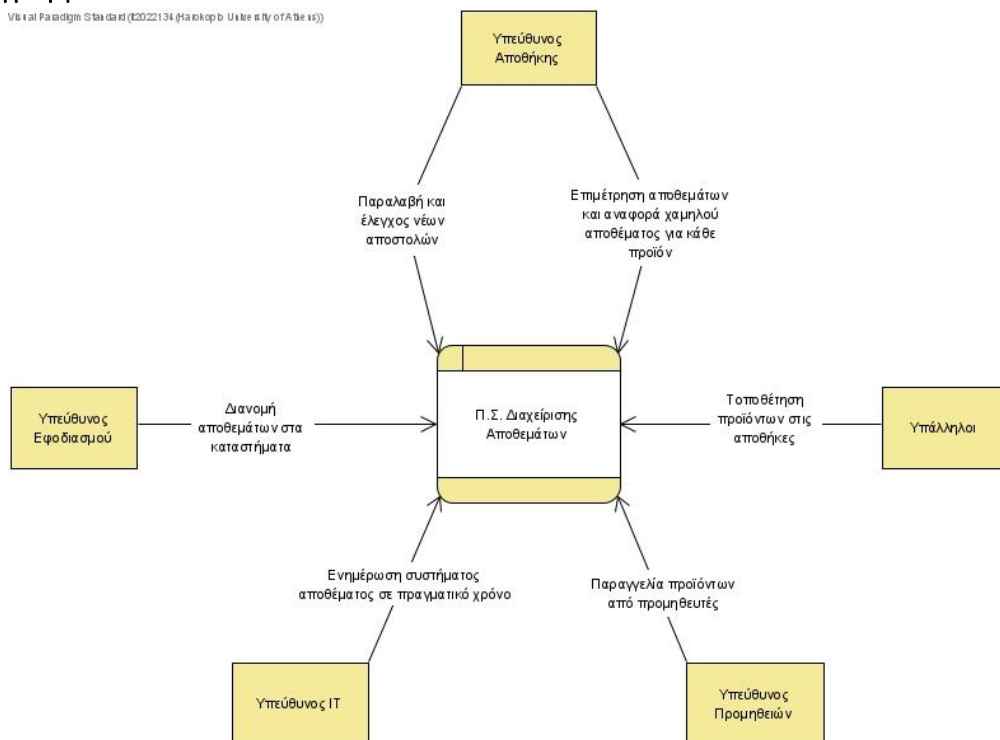 Visual Paradigm Standard (it2022134 (Harokopio University of Athens))
Υπεύθυνος
Αποθήκης
Παραλαβή και
έλεγχος νέων
αποστολών
Επιμέτρηση αποθεμάτων
και αναφορά χαμηλού
αποθέματος για κάθε
προϊόν
Υπεύθυνος
Εφοδιασμού
Διανομή
αποθεμάτων στα
καταστήματα
Π.Σ. Διαχείρισης
Αποθεμάτων
Τοποθέτηση
προϊόντων στις
αποθήκες
Υπάλληλοι
Ενημέρωση συστήματος
αποθέματος σε πραγματικό χρόνο
Παραγγελία προϊόντων
από προμηθευτές
Υπεύθυνος IT
Υπεύθυνος
Προμηθειών